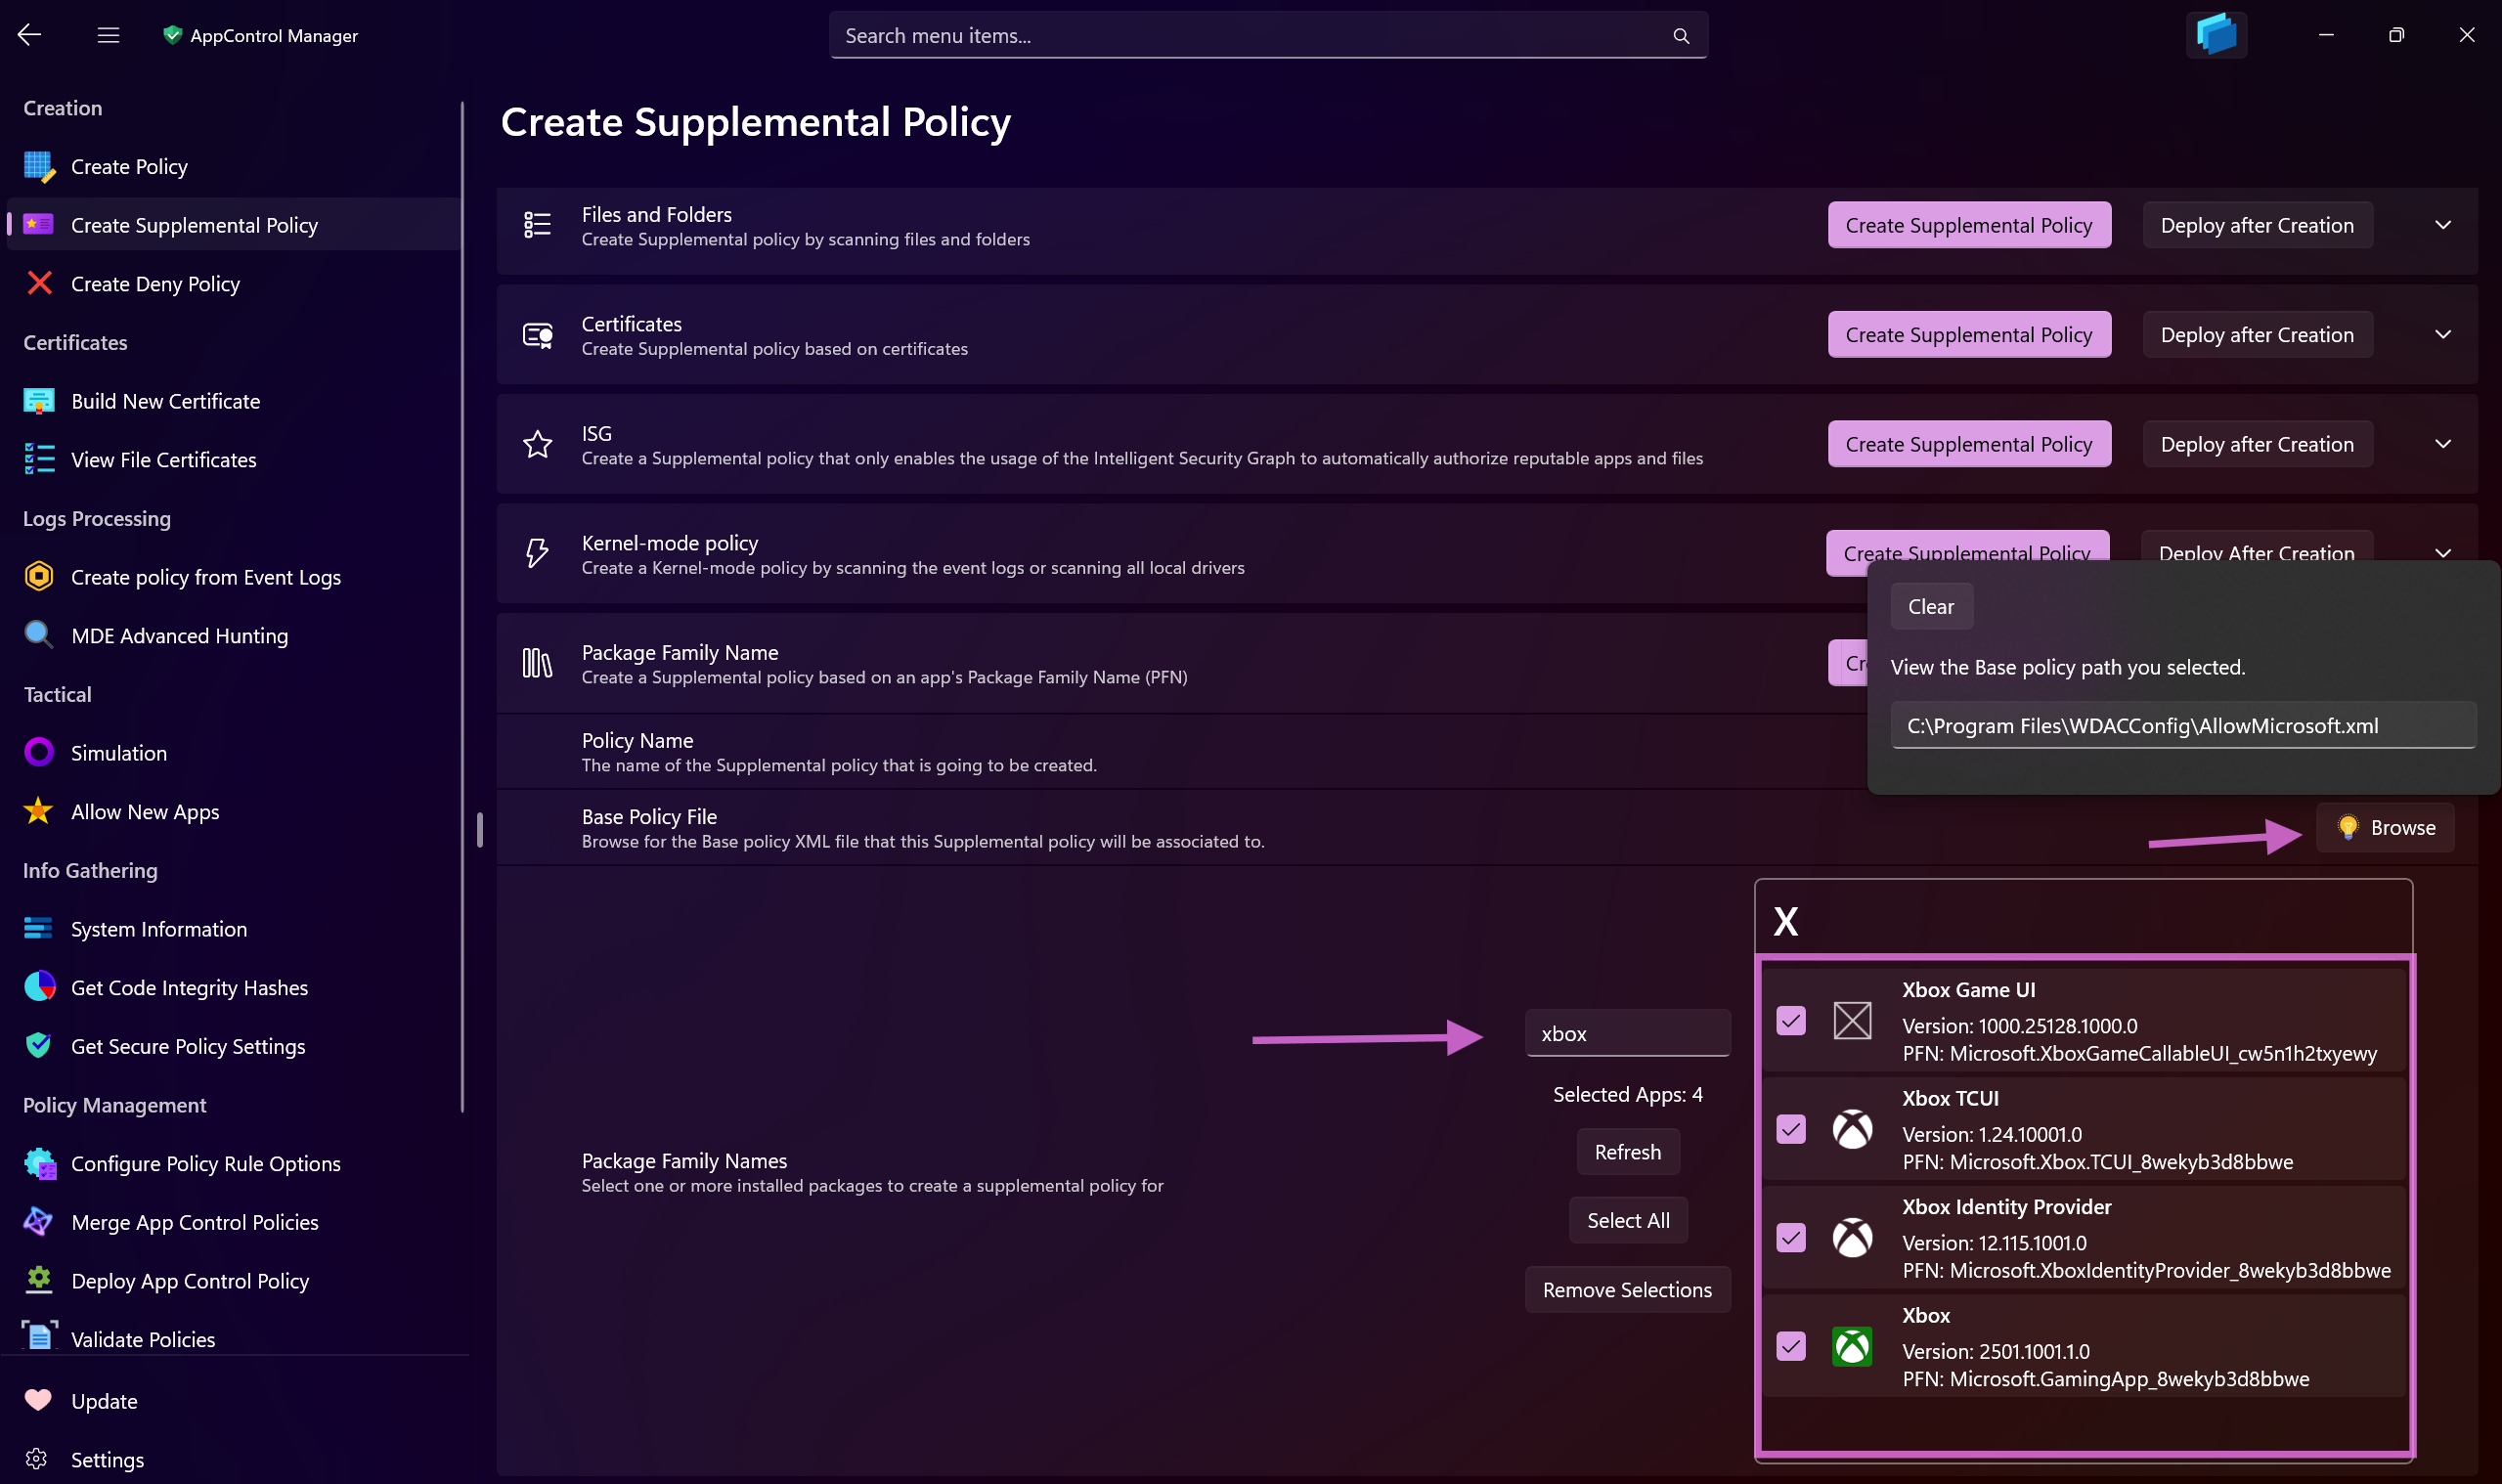 AppControl Manager
Search menu items...
Creation
Create Policy
Create Supplemental Policy
Create Deny Policy
Certificates
Build New Certificate
View File Certificates
Logs Processing
Create policy from Event Logs
MDE Advanced Hunting
Tactical
Simulation
Allow New Apps
Info Gathering
System Information
Get Code Integrity Hashes
Get Secure Policy Settings
Policy Management
Configure Policy Rule Options
Merge App Control Policies
Deploy App Control Policy
Validate Policies
Update
Settings
Create Supplemental Policy
Files and Folders
Create Supplemental policy by scanning files and folders
Create Supplemental Policy
Deploy after Creation
Certificates
Create Supplemental policy based on certificates
Create Supplemental Policy
Deploy after Creation
ISG
Create a Supplemental policy that only enables the usage of the Intelligent Security Graph to automatically authorize reputable apps and files
Create Supplemental Policy
Deploy after Creation
Kernel-mode policy
Create a Kernel-mode policy by scanning the event logs or scanning all local drivers
Create Supplemental Policy
Deploy After Creation
Package Family Name
Create a Supplemental policy based on an app's Package Family Name (PFN)
Clear
View the Base policy path you selected.
C:\Program Files\WDACConfig\AllowMicrosoft.xml
Policy Name
The name of the Supplemental policy that is going to be created.
Base Policy File
Browse for the Base policy XML file that this Supplemental policy will be associated to.
Browse
Package Family Names
Select one or more installed packages to create a supplemental policy for
xbox
Selected Apps: 4
Refresh
Select All
Remove Selections
X
Xbox Game UI
Version: 1000.25128.1000.0
PFN: Microsoft.XboxGameCallableUI_cw5n1h2txyewy
Xbox TCUI
Version: 1.24.10001.0
PFN: Microsoft.Xbox.TCUI_8wekyb3d8bbwe
Xbox Identity Provider
Version: 12.115.1001.0
PFN: Microsoft.XboxIdentityProvider_8wekyb3d8bbwe
Xbox
Version: 2501.1001.1.0
PFN: Microsoft.GamingApp_8wekyb3d8bbwe